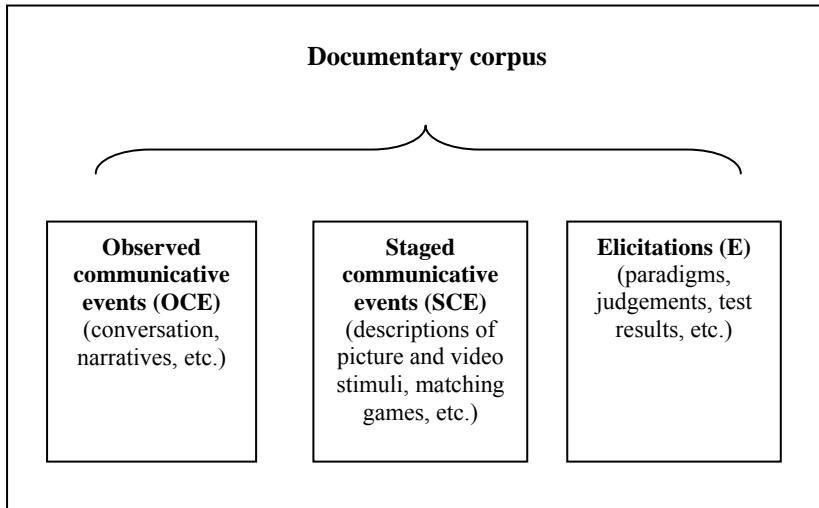 Documentary corpus
Observed
communicative
events (OCE)
(conversation,
narratives, etc.)
Staged
communicative
events (SCE)
(descriptions of
picture and video
stimuli, matching
games, etc.)
Elicitations (E)
(paradigms,
judgements, test
results, etc.)